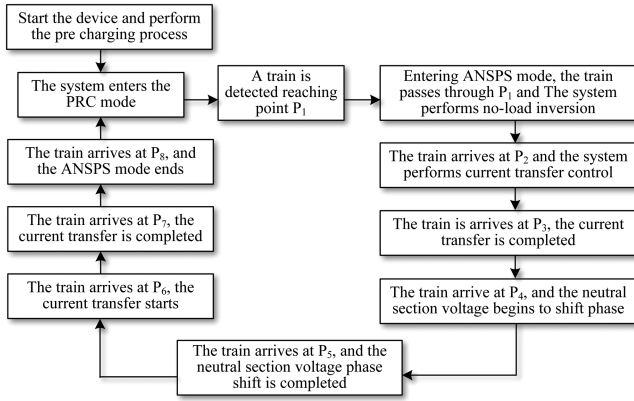 Start the device and perform
the pre charging process
The system enters the
PRC mode
A train is
detected reaching
point P₁
Entering ANSPS mode, the train
passes through P₁ and The system
performs no-load inversion
The train arrives at P₂ and the system
performs current transfer control
The train is arrives at P₃, the current
transfer is completed
The train arrive at P₄, and the neutral
section voltage begins to shift phase
The train arrives at P₅, and the
neutral section voltage phase
shift is completed
The train arrives at P₆, the
current transfer starts
The train arrives at P₇, the
current transfer is completed
The train arrives at P₈, and
the ANSPS mode ends